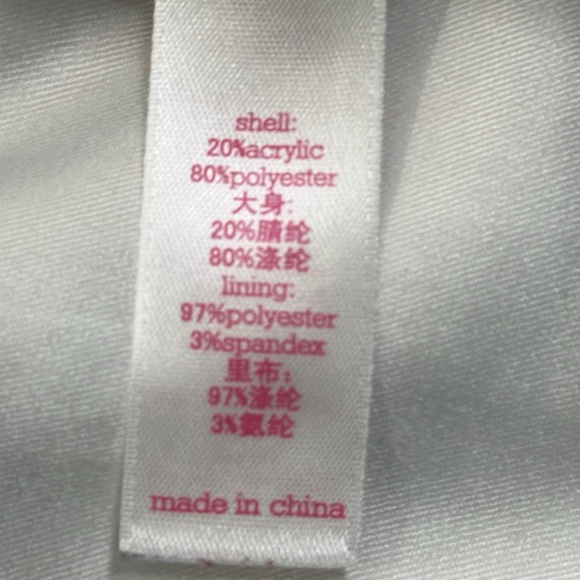 shell:
20%acrylic
80%polyester
大身:
20%腈纶
80%涤纶
lining:
97%polyester
3%spandex
里布：
97%涤纶
3%氨纶
made in china